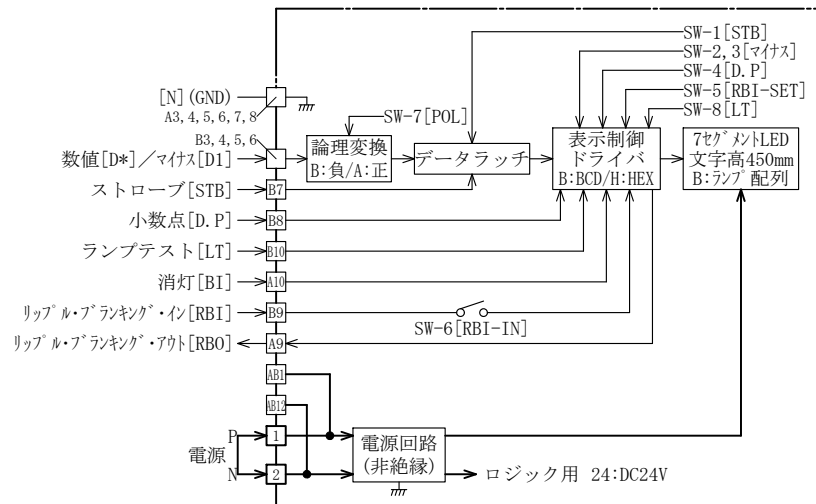 SW-1[STB]
SW-2,3[ﾏｲﾅｽ]
SW-4[D.P]
SW-5[RBI-SET]
SW-8[LT]
[N](GND)
A3,4,5,6,7,8
SW-7[POL]
B3,4,5,6
数値[D*]／ﾏｲﾅｽ[D1]
論理変換
B:負/A:正
データラッチ
表示制御
ドライバ
B:BCD/H:HEX
7ｾｸﾞﾒﾝﾄLED
文字高450mm
B:ﾗﾝﾌﾟ配列
ストローブ[STB]
B7
小数点[D.P]
B8
ランプテスト[LT]
B10
消灯[BI]
A10
ﾘｯﾌﾟﾙ・ﾌﾞﾗﾝｷﾝｸﾞ・ｲﾝ[RBI]
B9
SW-6[RBI-IN]
ﾘｯﾌﾟﾙ・ﾌﾞﾗﾝｷﾝｸﾞ・ｱｳﾄ[RBO]
A9
AB1
AB12
電源
P
1
N
2
電源回路
(非絶縁)
ロジック用 24:DC24V